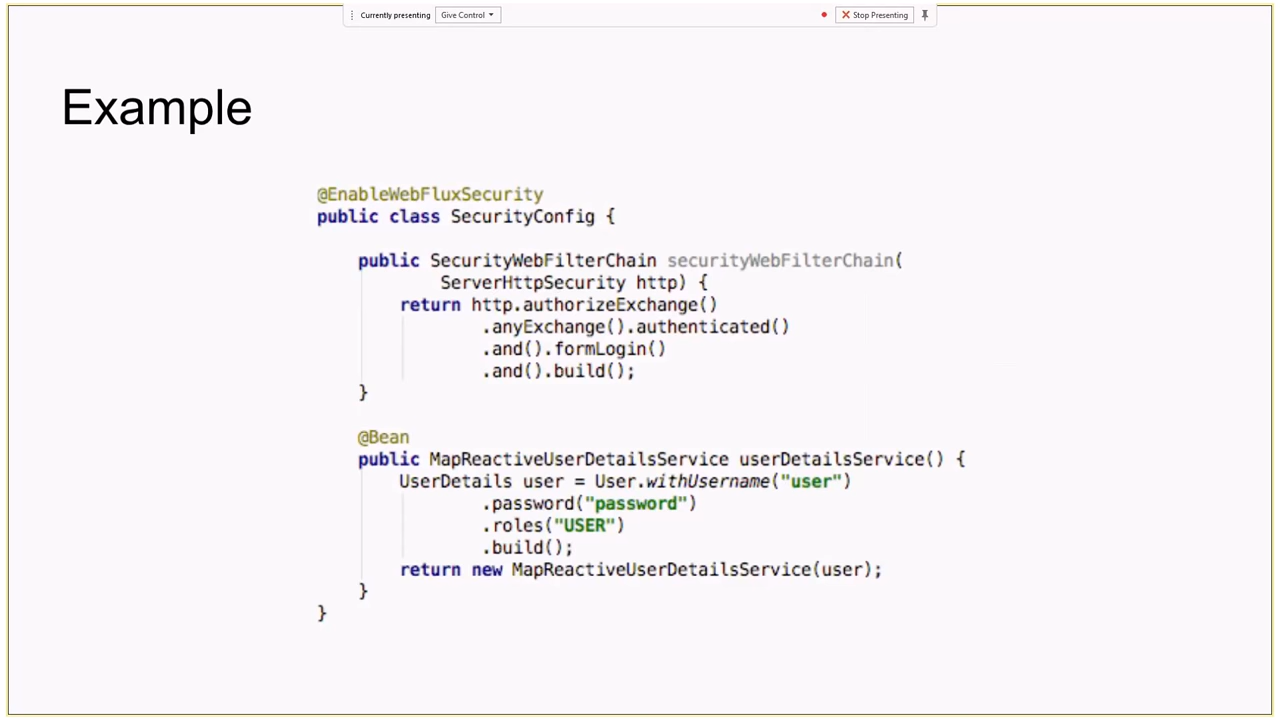 Currently presenting Give Control Stop Presenting
Example
@EnableWebFluxSecurity
public class SecurityConfig {
public SecurityWebFilterChain securityWebFilterChain(
ServerHttpSecurity http) {
return http.authorizeExchange()
.anyExchange().authenticated()
.and().formLogin()
.and().build();
}
@Bean
public MapReactiveUserDetailsService userDetailsService() {
UserDetails user = User.withUsername("user")
.password("password")
.roles("USER")
.build();
return new MapReactiveUserDetailsService(user);
}
}